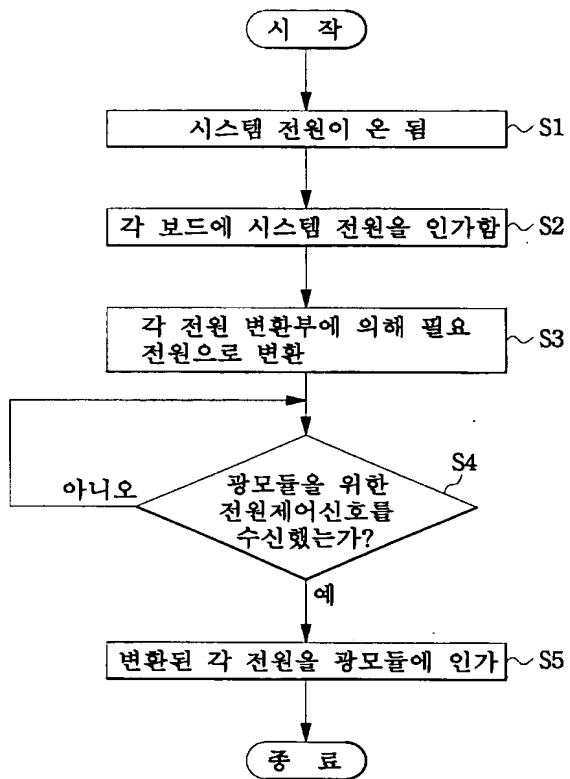 시 작
시스템 전원이 온 됨
S1
각 보드에 시스템 전원을 인가함
S2
각 전원 변환부에 의해 필요
전원으로 변환
S3
S4
광모듈을 위한
전원제어신호를
수신했는가?
아니오
예
변환된 각 전원을 광모듈에 인가
S5
종 료